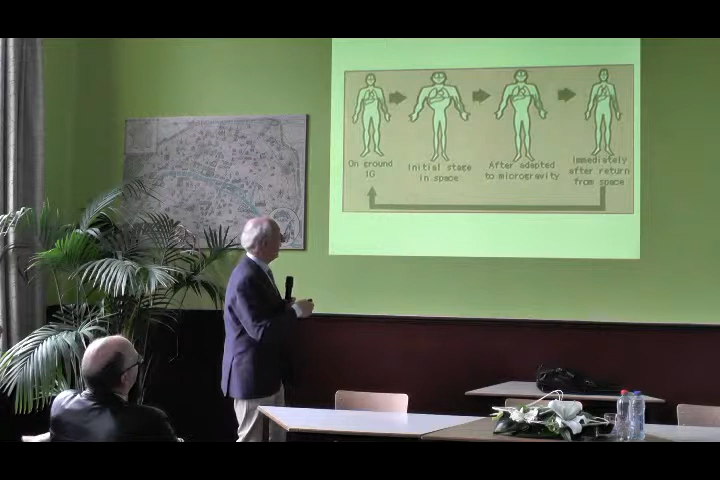 On ground
1G
Initial stage
in space
After adapted
to microgravity
Immediately
after return
from space